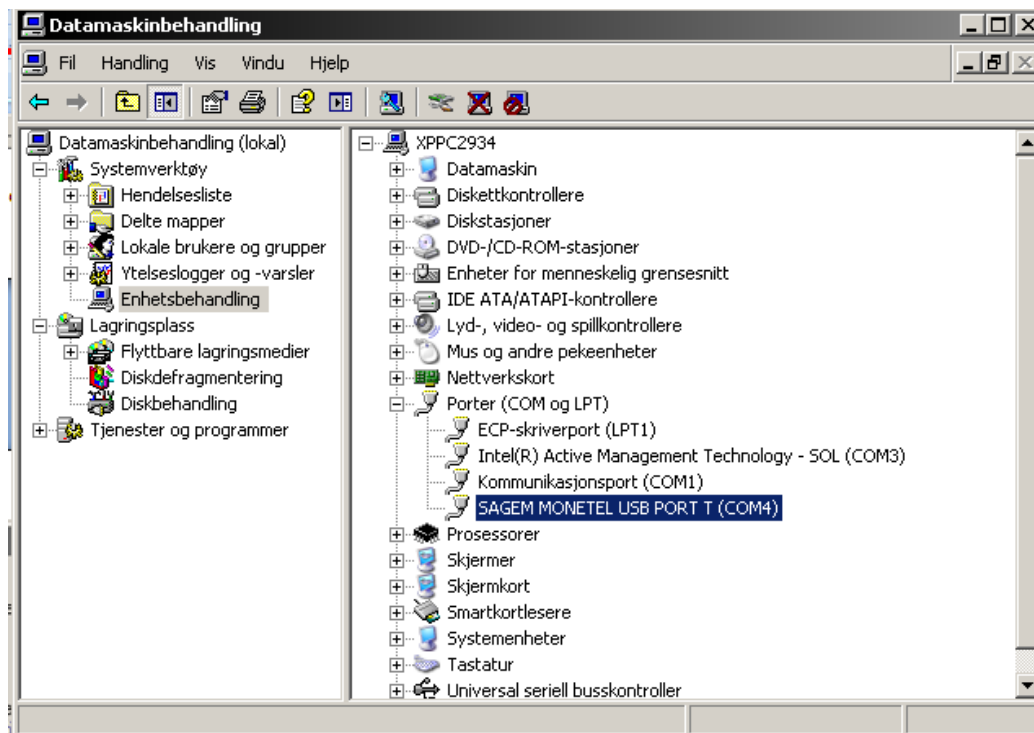 Datamaskinbehandling
Fil Handling Vis Vindu Hjelp
Datamaskinbehandling (lokal)
Systemverktøy
Hendelsesliste
Delte mapper
Lokale brukere og grupper
Ytelseslogger og -varsler
Enhetsbehandling
Lagringsplass
Flyttbare lagringsmedier
Diskdefragmentering
Diskbehandling
Tjenester og programmer
XPPC2934
Datamaskin
Diskettkontrollere
Diskstasjoner
DVD-/CD-ROM-stasjoner
Enheter for menneskelig grensesnitt
IDE ATA/ATAPI-kontrollere
Lyd-, video- og spillkontrollere
Mus og andre pekeenheter
Nettverkskort
Porter (COM og LPT)
ECP-skriverport (LPT1)
Intel(R) Active Management Technology - SOL (COM3)
Kommunikasjonsport (COM1)
SAGEM MONETEL USB PORT T (COM4)
Prosessorer
Skjermer
Skjermkort
Smartkortlesere
Systemenheter
Tastatur
Universal seriell busskontroller